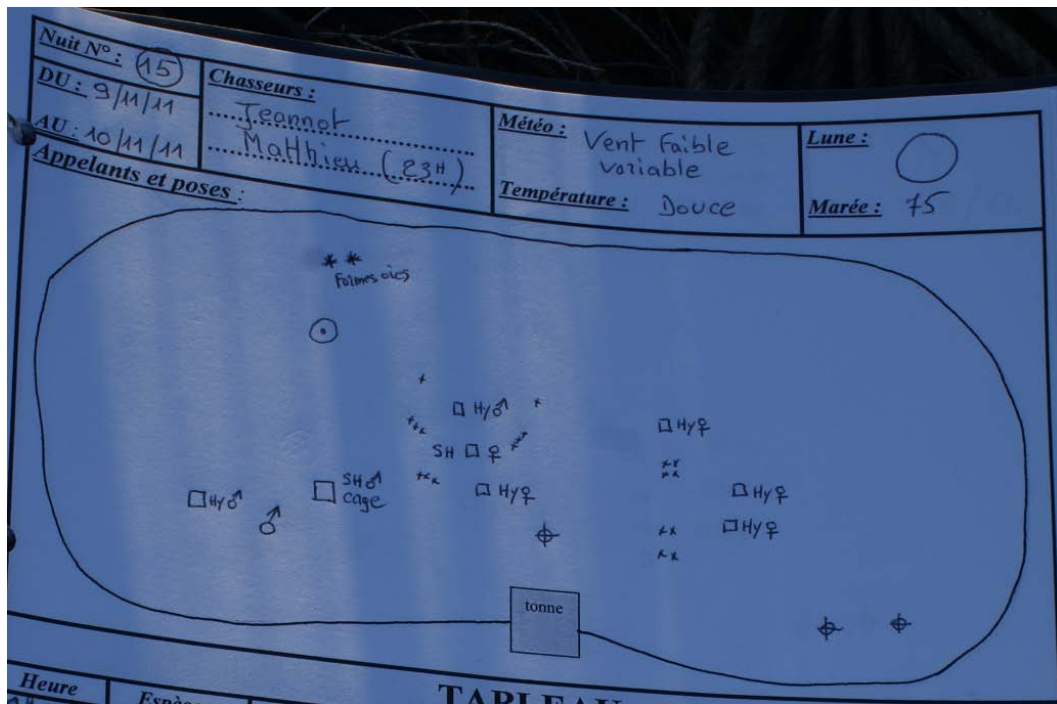 Nuit N° : 15
DU : 9/11/11
AU : 10/11/11
Chasseurs :
Jeannot
Matthieu (23H)
Météo : Vent faible
variable
Température : Douce
Lune :
Marée : 75
Appelants et poses :
Formes oies
Hy♂
Hy♀
SH ♀
SH♂
cage
Hy♂
Hy♀
Hy♀
Hy♀
tonne
Heure
TABLEAU